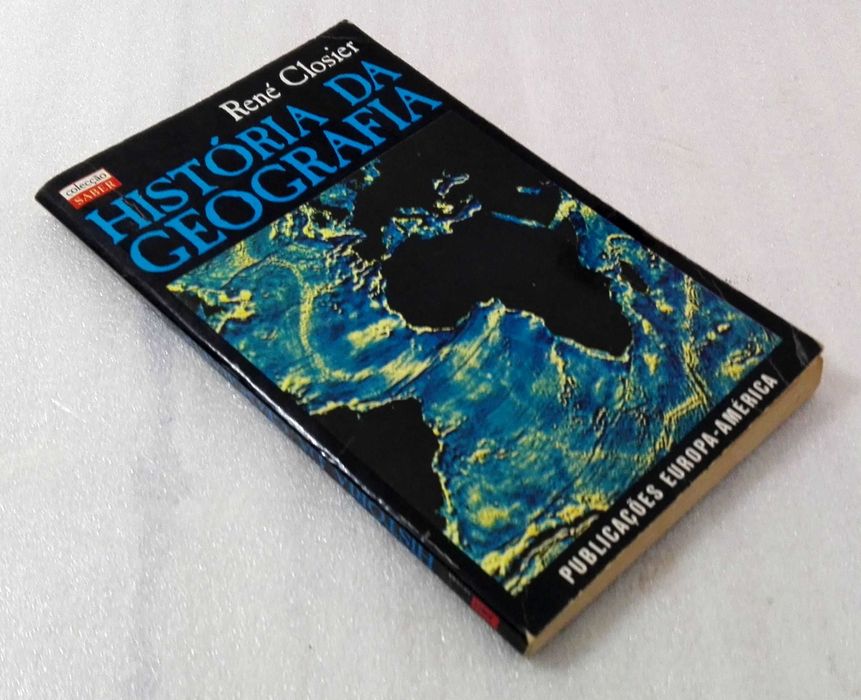 René Closier
colecção
SABER
HISTÓRIA DA
GEOGRAFIA
PUBLICAÇÕES EUROPA-AMÉRICA